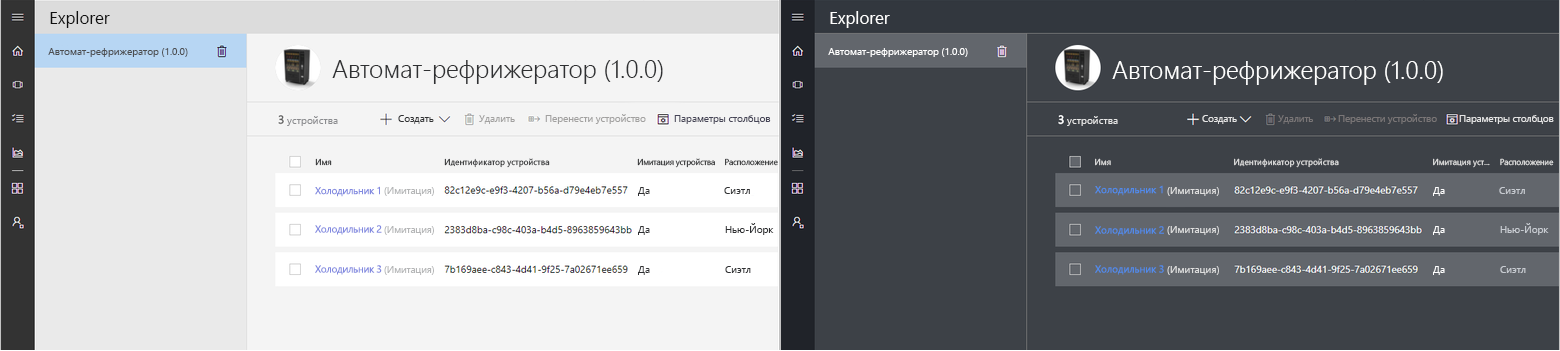 Explorer
Автомат-рефрижератор (1.0.0)
Автомат-рефрижератор (1.0.0)
3 устройства
Создать
Удалить
Перенести устройство
Параметры столбцов
Имя Идентификатор устройства Имитация устройства Расположение
Холодильник 1 (Имитация) 82c12e9c-e9f3-4207-b56a-d79e4eb7e557 Да Сиэтл
Холодильник 2 (Имитация) 2383d8ba-c98c-403a-b4d5-8963859643bb Да Нью-Йорк
Холодильник 3 (Имитация) 7b169aee-c843-4d41-9f25-7a02671ee659 Да Сиэтл
Explorer
Автомат-рефрижератор (1.0.0)
Автомат-рефрижератор (1.0.0)
3 устройства
Создать
Удалить
Перенести устройство
Параметры столбцов
Имя Идентификатор устройства Имитация уст... Расположение
Холодильник 1 (Имитация) 82c12e9c-e9f3-4207-b56a-d79e4eb7e557 Да Сиэтл
Холодильник 2 (Имитация) 2383d8ba-c98c-403a-b4d5-8963859643bb Да Нью-Йорк
Холодильник 3 (Имитация) 7b169aee-c843-4d41-9f25-7a02671ee659 Да Сиэтл